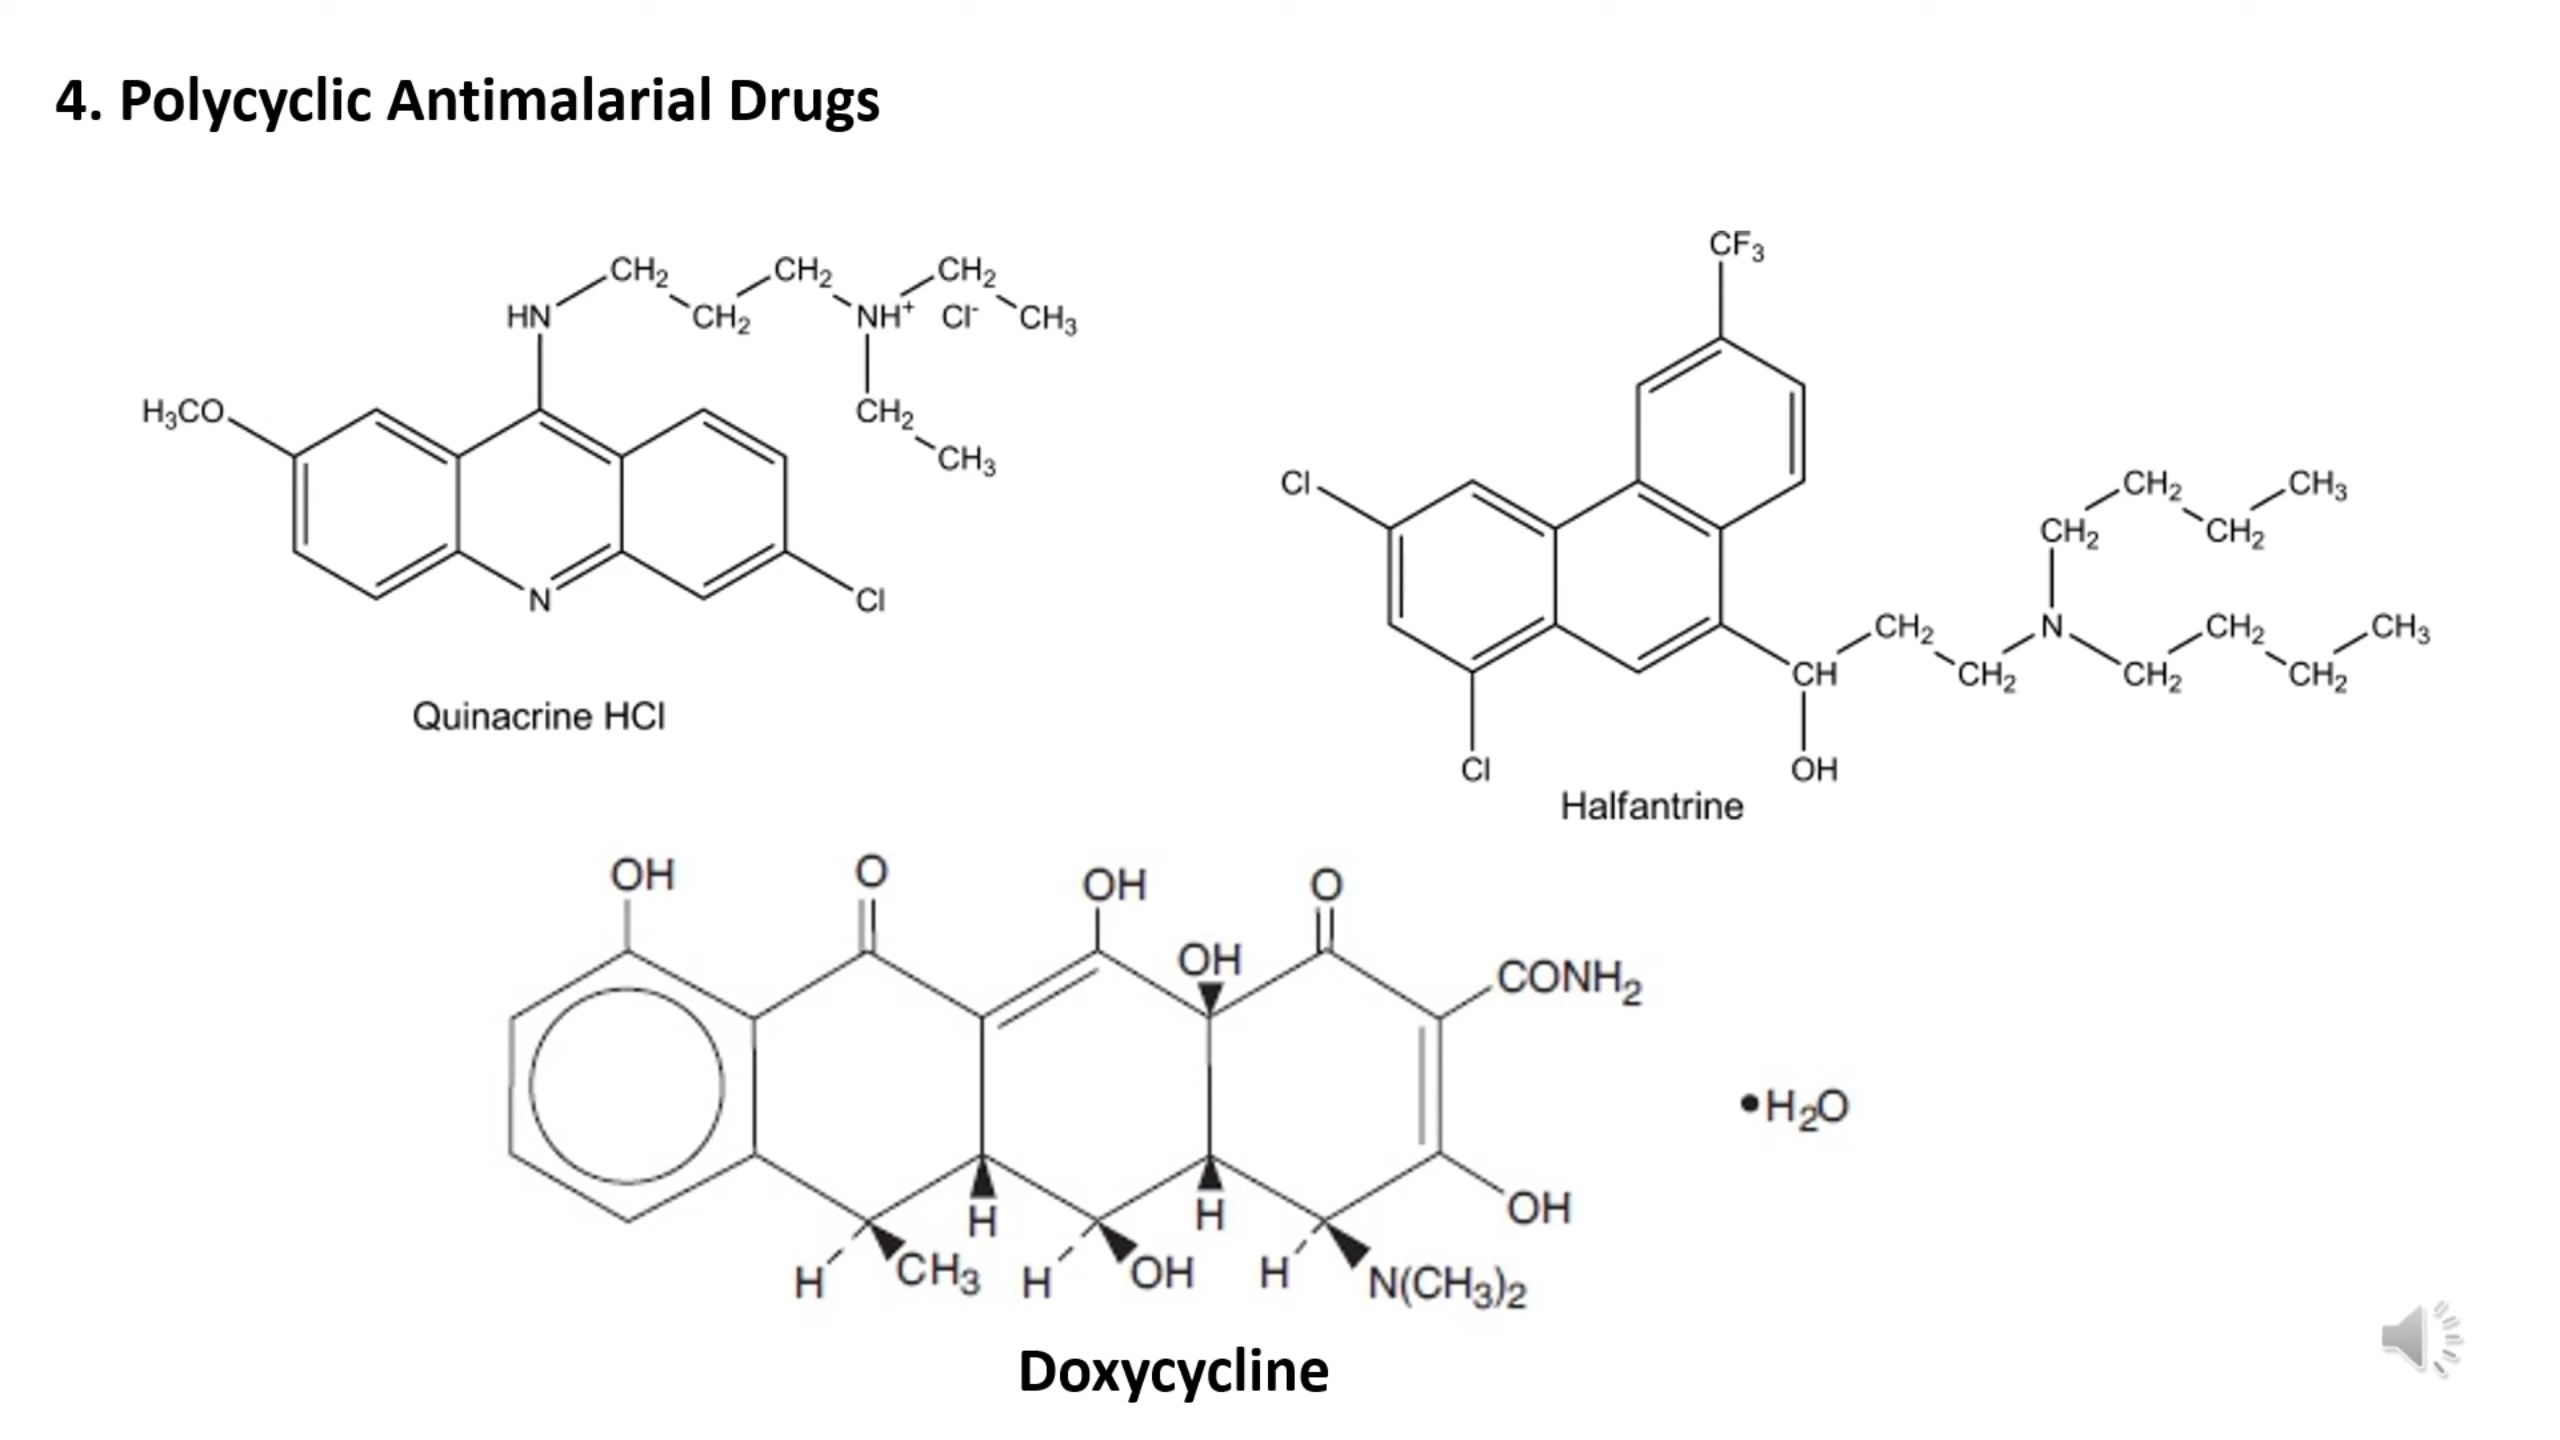 4. Polycyclic Antimalarial Drugs
HN
CH2
CH2
CH2
NH+ Cl-
CH2
CH3
CH2
CH3
H3CO
N
Cl
Quinacrine HCl
CF3
Cl
Cl
CH
OH
CH2
CH2
N
CH2
CH2
CH2
CH3
CH2
CH2
CH2
CH3
Halfantrine
OH
O
OH
OH
O
CONH2
OH
N(CH3)2
H
H
OH
H
H
CH3
H
•H2O
Doxycycline